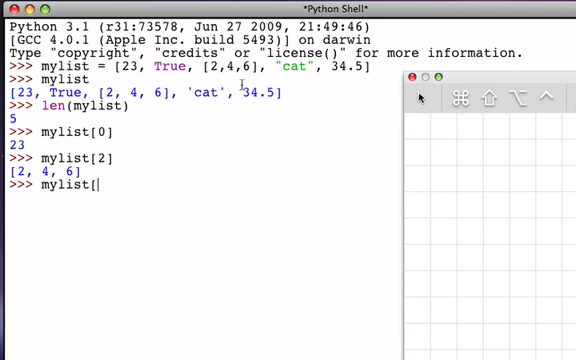 *Python Shell*
Python 3.1 (r31:73578, Jun 27 2009, 21:49:46)
[GCC 4.0.1 (Apple Inc. build 5493)] on darwin
Type "copyright", "credits" or "license()" for more information.
>>> mylist = [23, True, [2,4,6], "cat", 34.5]
>>> mylist
[23, True, [2, 4, 6], 'cat', 34.5]
>>> len(mylist)
5
>>> mylist[0]
23
>>> mylist[2]
[2, 4, 6]
>>> mylist[